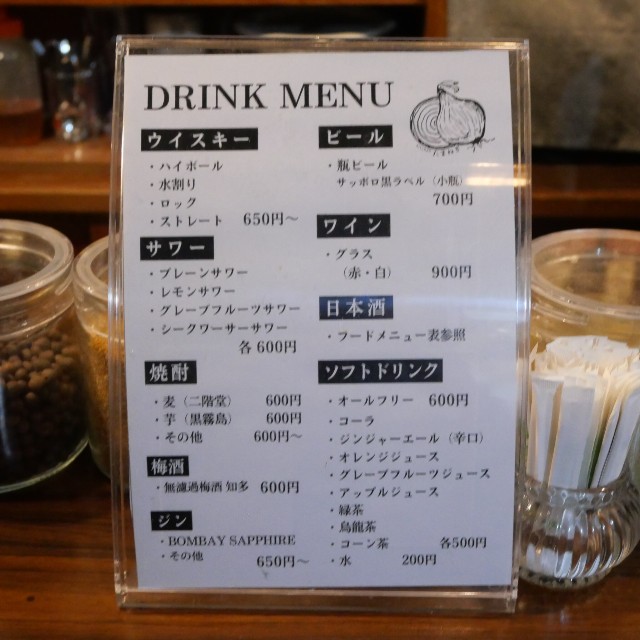 DRINK MENU
ウイスキー
・ハイボール
・水割り
・ロック
・ストレート 650円〜
サワー
・プレーンサワー
・レモンサワー
・グレープフルーツサワー
・シークワーサーサワー
各600円
焼酎
・麦（二階堂） 600円
・芋（黒霧島） 600円
・その他 600円〜
梅酒
・無濾過梅酒 知多 600円
ジン
・BOMBAY SAPPHIRE
・その他 650円〜
ビール
・瓶ビール
サッポロ黒ラベル（小瓶）
700円
ワイン
・グラス
（赤・白） 900円
日本酒
・フードメニュー表参照
ソフトドリンク
・オールフリー 600円
・コーラ
・ジンジャーエール（辛口）
・オレンジジュース
・グレープフルーツジュース
・アップルジュース
・緑茶
・烏龍茶
・コーン茶 各500円
・水 200円